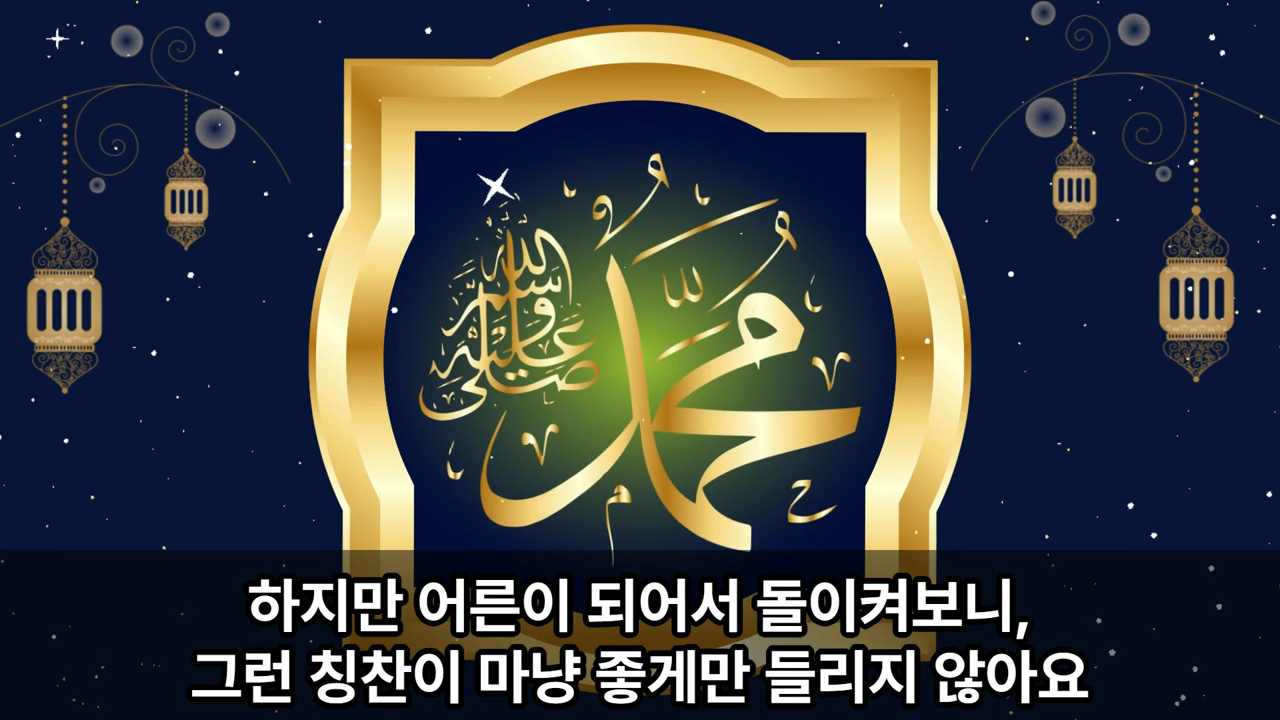 محمد
صلى الله عليه وسلم
하지만 어른이 되어서 돌이켜보니,
그런 칭찬이 마냥 좋게만 들리지 않아요